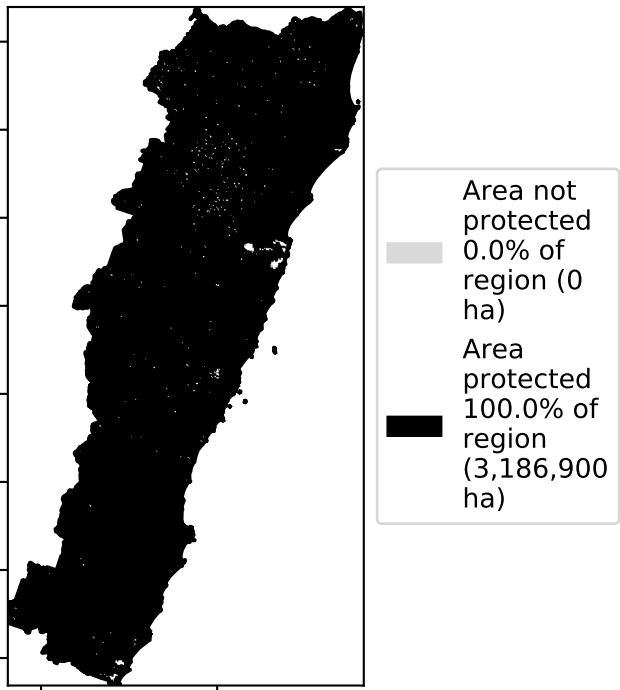 Area not
protected
0.0% of
region (0
ha)
Area
protected
100.0% of
region
(3,186,900
ha)